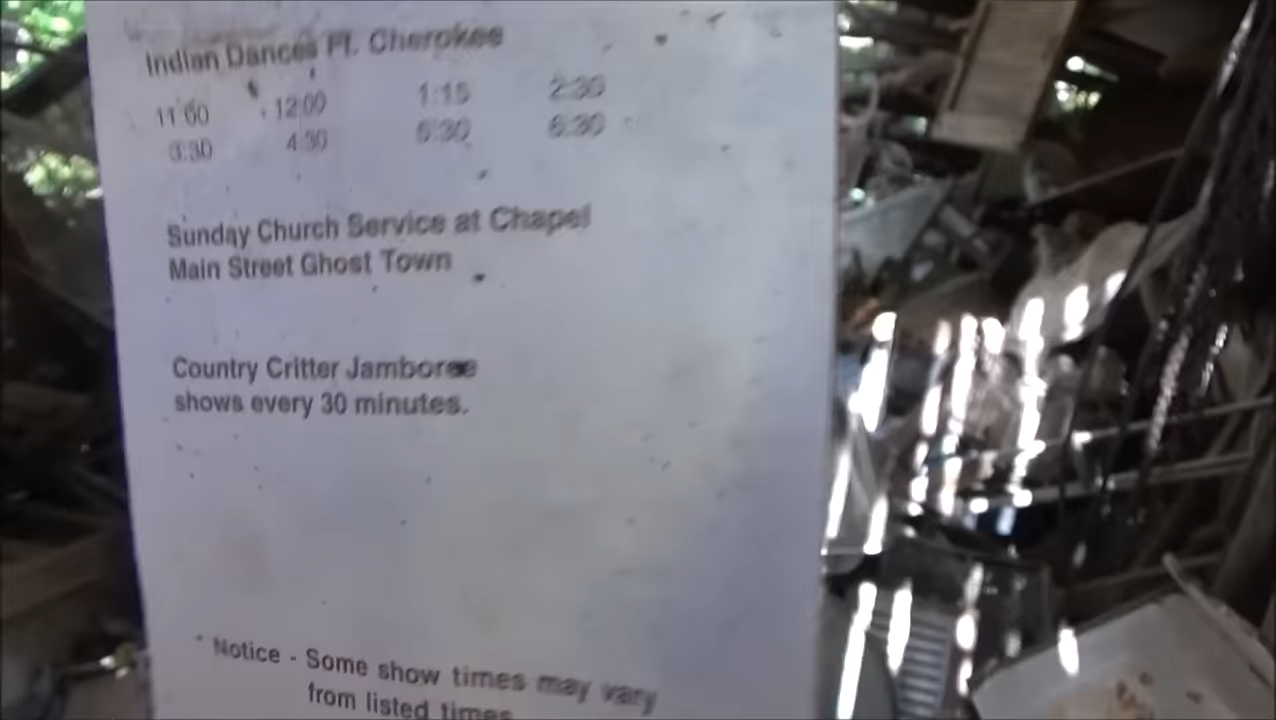 Indian Dances Ft. Cherokee
11:00 12:00 1:15 2:30
3:30 4:30 5:30 6:30
Sunday Church Service at Chapel
Main Street Ghost Town
Country Critter Jamboree
shows every 30 minutes.
* Notice - Some show times may vary
from listed times